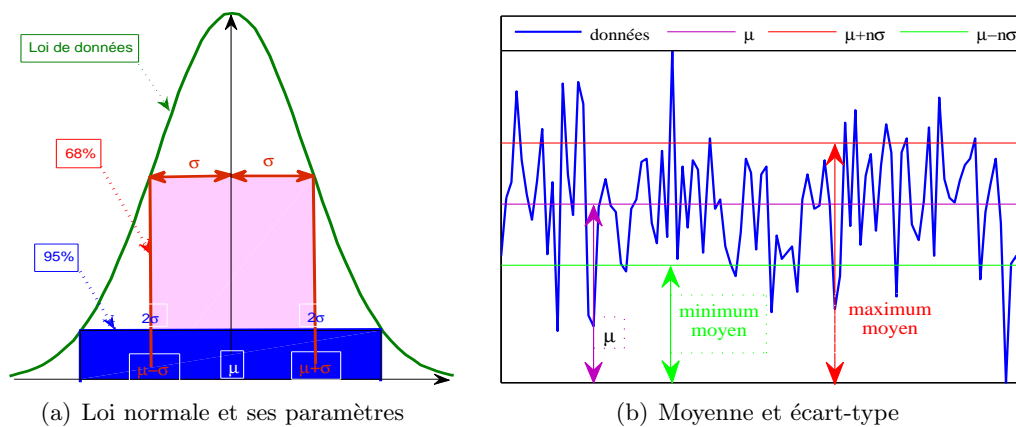 Loi de données
68%
95%
σ
σ
2σ
2σ
μ−σ
μ
μ+σ
données
μ
μ+nσ
μ−nσ
μ
minimum
moyen
maximum
moyen
(a) Loi normale et ses paramètres
(b) Moyenne et écart-type